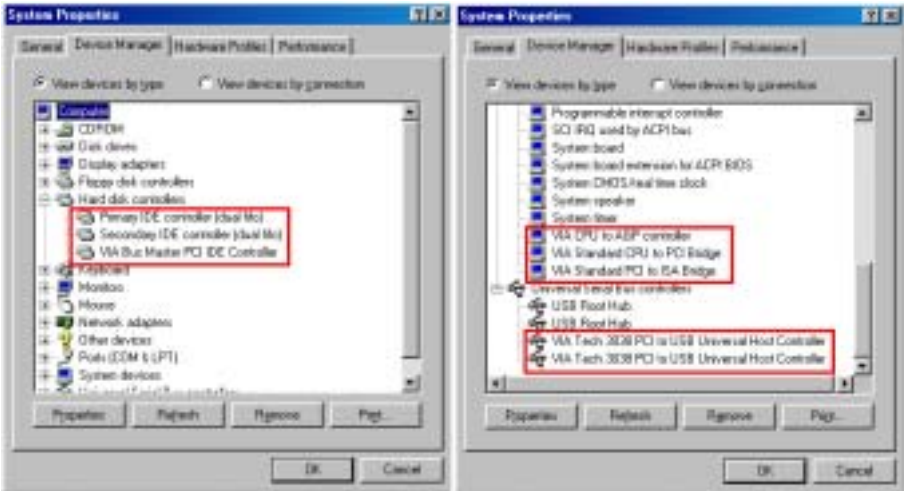 System Properties
General
Device Manager
Hardware Profiles
Performance
View devices by type
View devices by connection
Computer
CDROM
Disk drives
Display adapters
Floppy disk controllers
Hard disk controllers
Primary IDE controller (dual fifo)
Secondary IDE controller (dual fifo)
VIA Bus Master PCI IDE Controller
Keyboard
Monitors
Mouse
Network adapters
Other devices
Ports (COM & LPT)
System devices
Universal Serial Bus controllers
Properties
Refresh
Remove
Print...
OK
Cancel
System Properties
General
Device Manager
Hardware Profiles
Performance
View devices by type
View devices by connection
Programmable interrupt controller
SCI IRQ used by ACPI bus
System board
System board extension for ACPI BIOS
System CMOS/real time clock
System speaker
System timer
VIA CPU to AGP controller
VIA Standard CPU to PCI Bridge
VIA Standard PCI to ISA Bridge
Universal Serial Bus controllers
USB Root Hub
USB Root Hub
VIA Tech 3038 PCI to USB Universal Host Controller
VIA Tech 3038 PCI to USB Universal Host Controller
Properties
Refresh
Remove
Print...
OK
Cancel